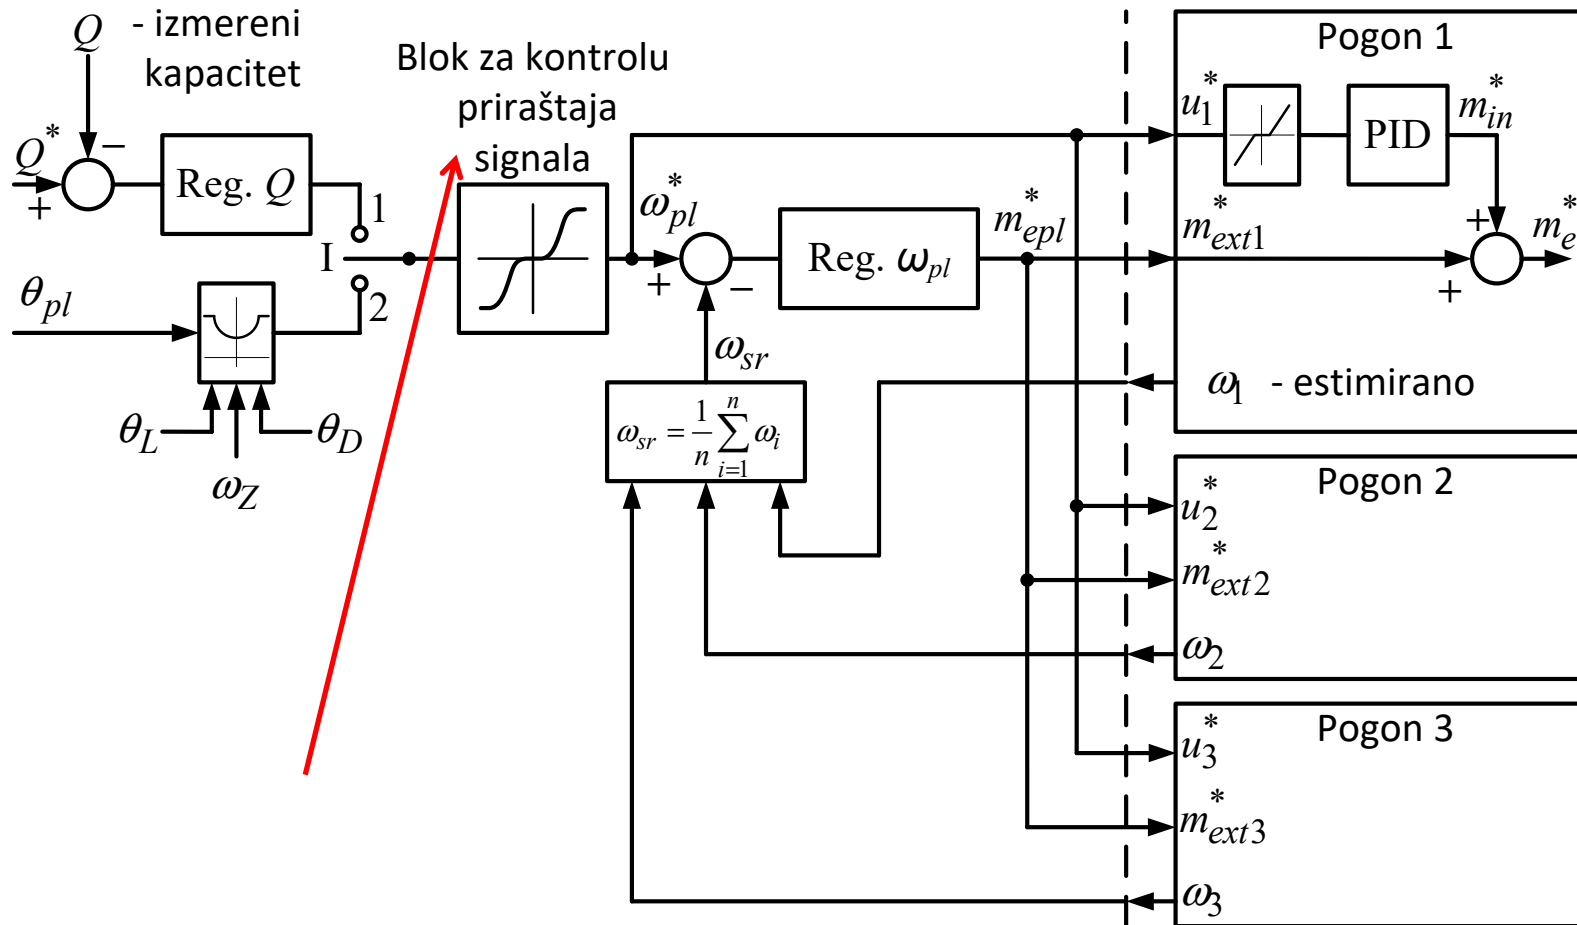 Q - izmereni
kapacitet
Q*
−
+
Reg. Q
1
I
2
θpl
θL
ωZ
θD
Blok za kontrolu
priraštaja
signala
ω*pl
+
−
Reg. ωpl
m*epl
ωsr
ωsr = 1/n ∑ i=1 n ωi
Pogon 1
u*1
PID
m*in
m*ext1
+
+
m*e
ω1 - estimirano
Pogon 2
u*2
m*ext2
ω2
Pogon 3
u*3
m*ext3
ω3